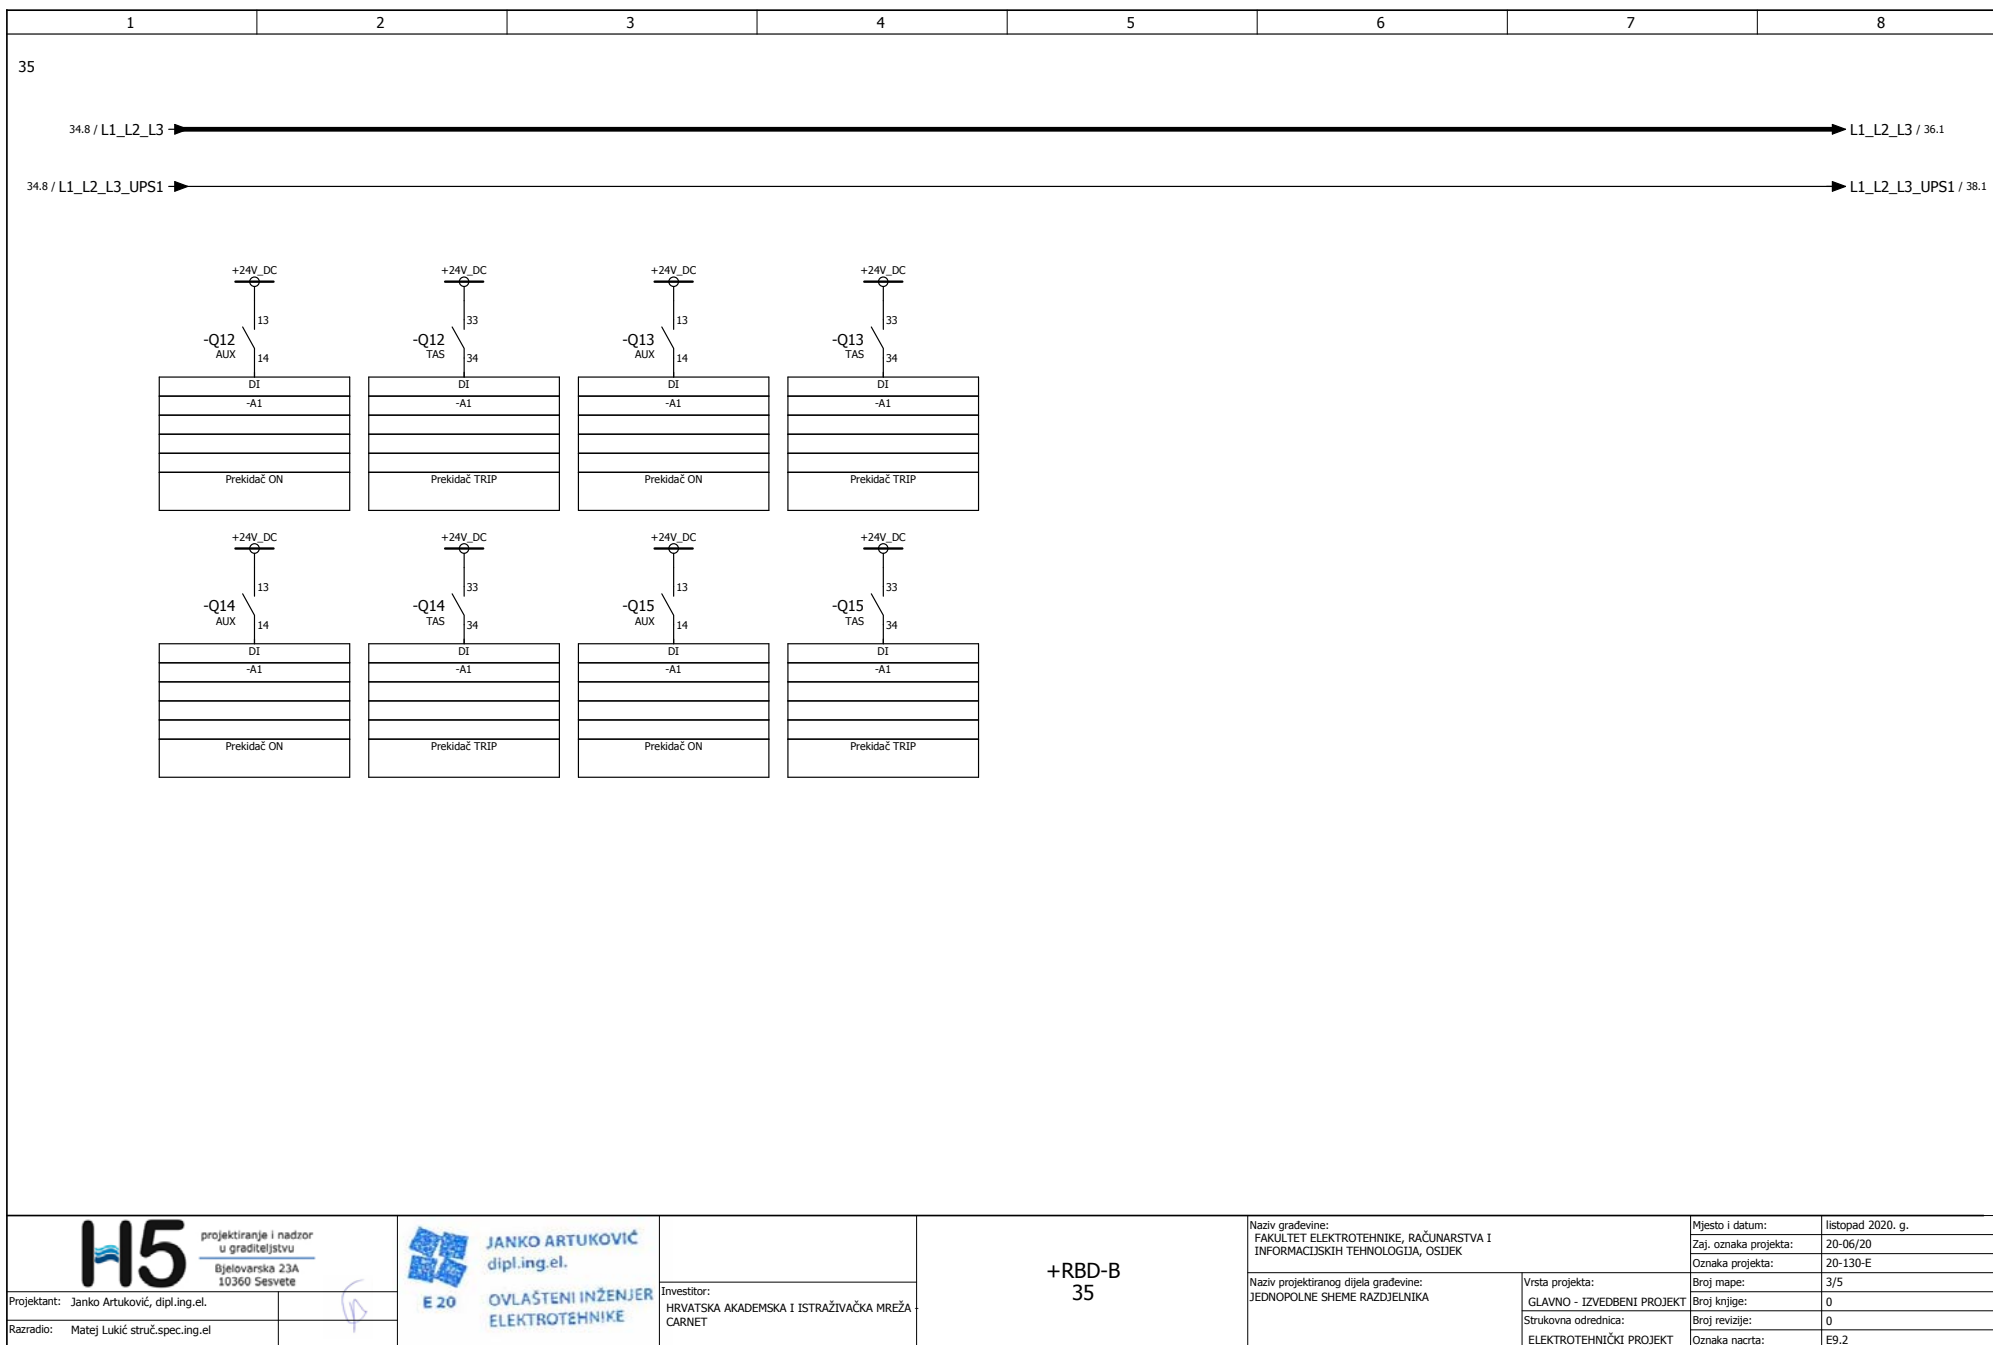 1 2 3 4 5 6 7 8
35
34.8 / L1_L2_L3
L1_L2_L3 / 36.1
34.8 / L1_L2_L3_UPS1
L1_L2_L3_UPS1 / 38.1
+24V_DC +24V_DC +24V_DC +24V_DC
13 33 13 33
-Q12 -Q12 -Q13 -Q13
AUX TAS AUX TAS
14 34 14 34
DI DI DI DI
-A1 -A1 -A1 -A1
Prekidač ON Prekidač TRIP Prekidač ON Prekidač TRIP
+24V_DC +24V_DC +24V_DC +24V_DC
13 33 13 33
-Q14 -Q14 -Q15 -Q15
AUX TAS AUX TAS
14 34 14 34
DI DI DI DI
-A1 -A1 -A1 -A1
Prekidač ON Prekidač TRIP Prekidač ON Prekidač TRIP
H5
projektiranje i nadzor
u graditeljstvu
Bjelovarska 23A
10360 Sesvete
Projektant: Janko Artuković, dipl.ing.el.
Razradio: Matej Lukić struč.spec.ing.el
JANKO ARTUKOVIĆ
dipl.ing.el.
E 20
OVLAŠTENI INŽENJER
ELEKTROTEHNIKE
Investitor:
HRVATSKA AKADEMSKA I ISTRAŽIVAČKA MREŽA -
CARNET
+RBD-B
35
Naziv građevine:
FAKULTET ELEKTROTEHNIKE, RAČUNARSTVA I
INFORMACIJSKIH TEHNOLOGIJA, OSIJEK
Naziv projektiranog dijela građevine:
JEDNOPOLNE SHEME RAZDJELNIKA
Vrsta projekta:
GLAVNO - IZVEDBENI PROJEKT
Strukovna odrednica:
ELEKTROTEHNIČKI PROJEKT
Mjesto i datum: listopad 2020. g.
Zaj. oznaka projekta: 20-06/20
Oznaka projekta: 20-130-E
Broj mape: 3/5
Broj knjige: 0
Broj revizije: 0
Oznaka nacrta: E9.2